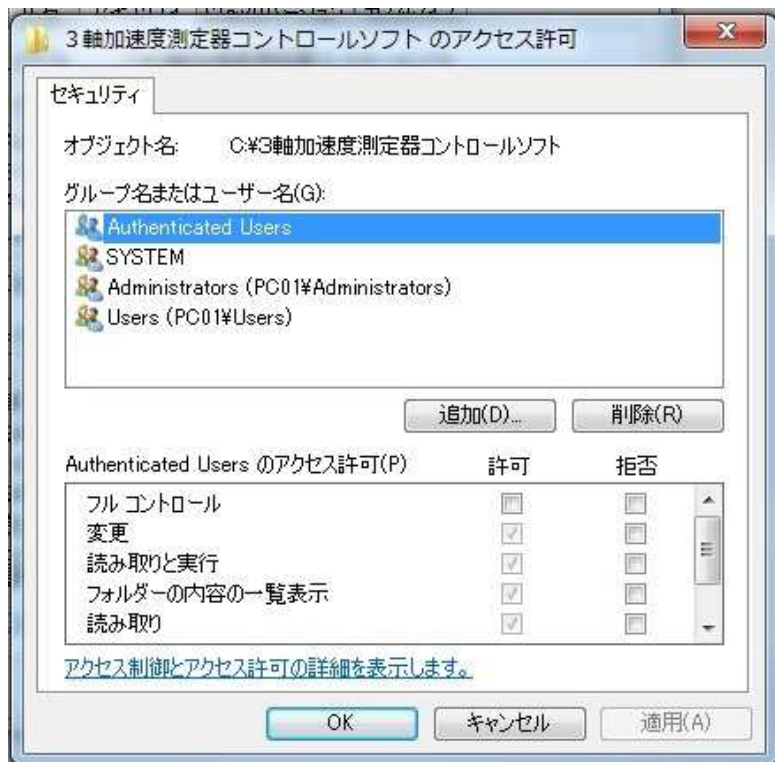 3軸加速度測定器コントロールソフト のアクセス許可
セキュリティ
オブジェクト名: C:¥3軸加速度測定器コントロールソフト
グループ名またはユーザー名(G):
Authenticated Users
SYSTEM
Administrators (PC01¥Administrators)
Users (PC01¥Users)
追加(D)... 削除(R)
Authenticated Users のアクセス許可(P) 許可 拒否
フル コントロール
変更
読み取りと実行
フォルダーの内容の一覧表示
読み取り
アクセス制御とアクセス許可の詳細を表示します。
OK キャンセル 適用(A)